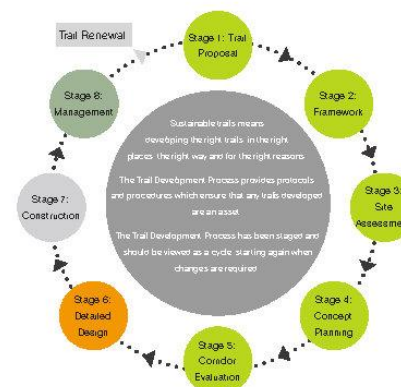 Trail Renewal
Stage 1: Trail
Proposal
Stage 2:
Framework
Stage 3:
Site
Assessment
Stage 4:
Concept
Planning
Stage 5:
Corridor
Evaluation
Stage 6:
Detailed
Design
Stage 7:
Construction
Stage 8:
Management
Sustainable trails means
developing the right trails in the right
places the right way and for the right reasons
The Trail Development Process provides protocols
and procedures which ensure that any trails developed
are an asset
The Trail Development Process has been staged and
should be viewed as a cycle starting again when
changes are required